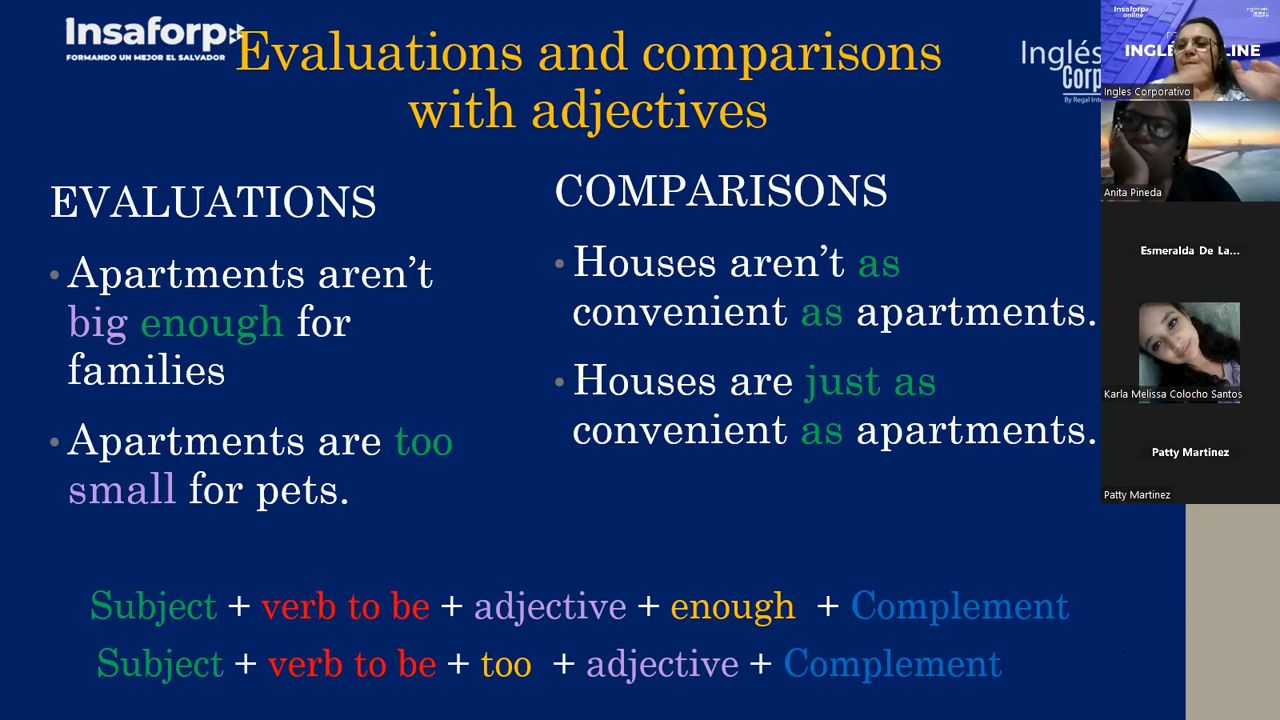 Insaforp
FORMANDO UN MEJOR EL SALVADOR
Evaluations and comparisons
with adjectives
Inglés
Corp
EVALUATIONS
• Apartments aren’t
big enough for
families
• Apartments are too
small for pets.
COMPARISONS
• Houses aren’t as
convenient as apartments.
• Houses are just as
convenient as apartments.
Subject + verb to be + adjective + enough + Complement
Subject + verb to be + too + adjective + Complement
Insaforp
online
Ingles Corporativo
Anita Pineda
Esmeralda De La...
Karla Melissa Colocho Santos
Patty Martinez
Patty Martinez